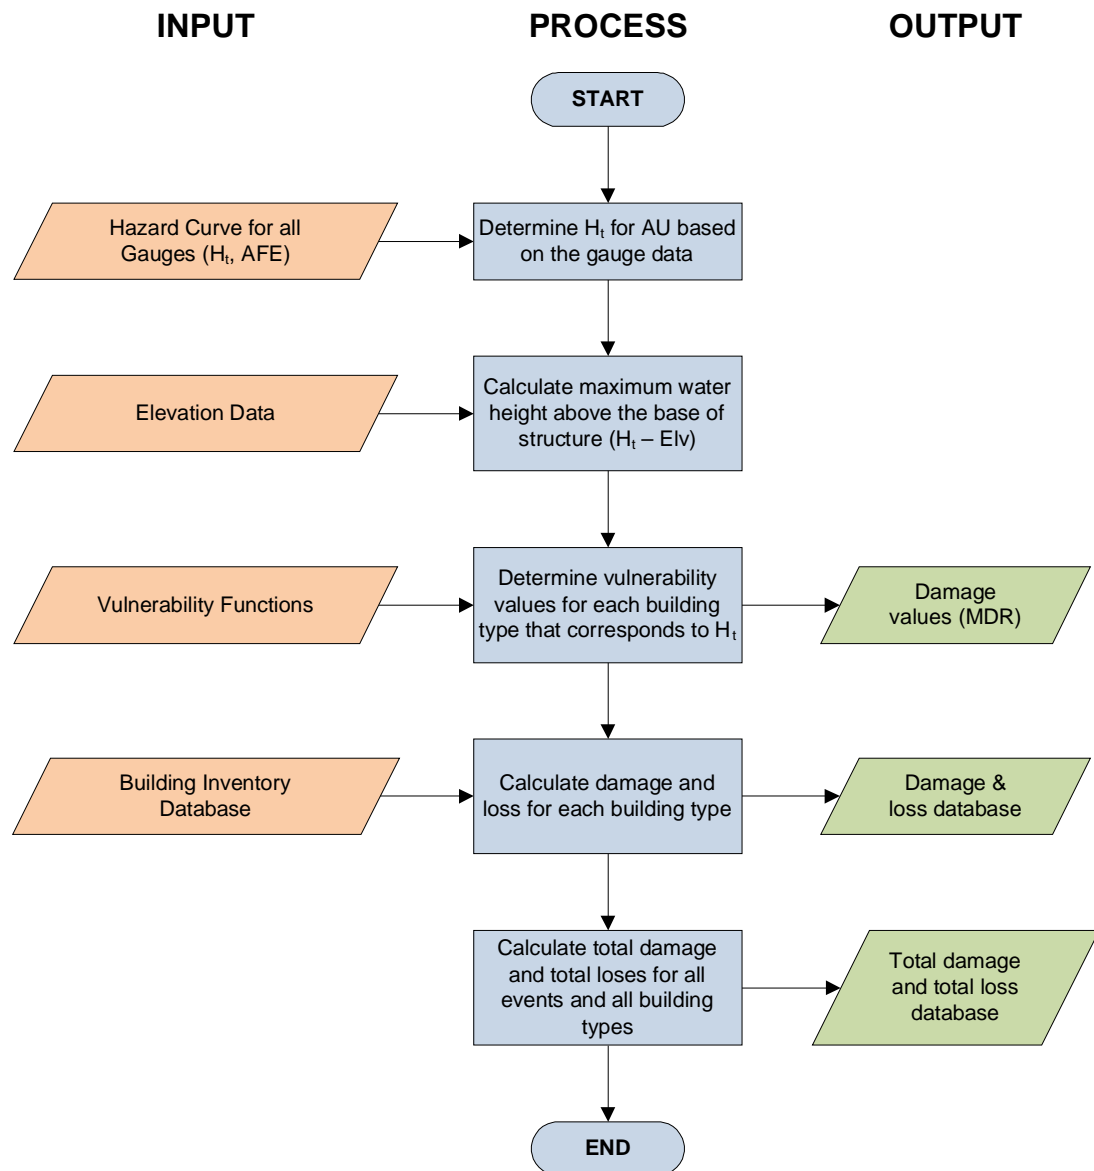 INPUT
PROCESS
OUTPUT
START
Hazard Curve for all
Gauges (Hₜ, AFE)
Determine Hₜ for AU based
on the gauge data
Elevation Data
Calculate maximum water
height above the base of
structure (Hₜ – Elv)
Vulnerability Functions
Determine vulnerability
values for each building
type that corresponds to Hₜ
Damage
values (MDR)
Building Inventory
Database
Calculate damage and
loss for each building type
Damage &
loss database
Calculate total damage
and total loses for all
events and all building
types
Total damage
and total loss
database
END